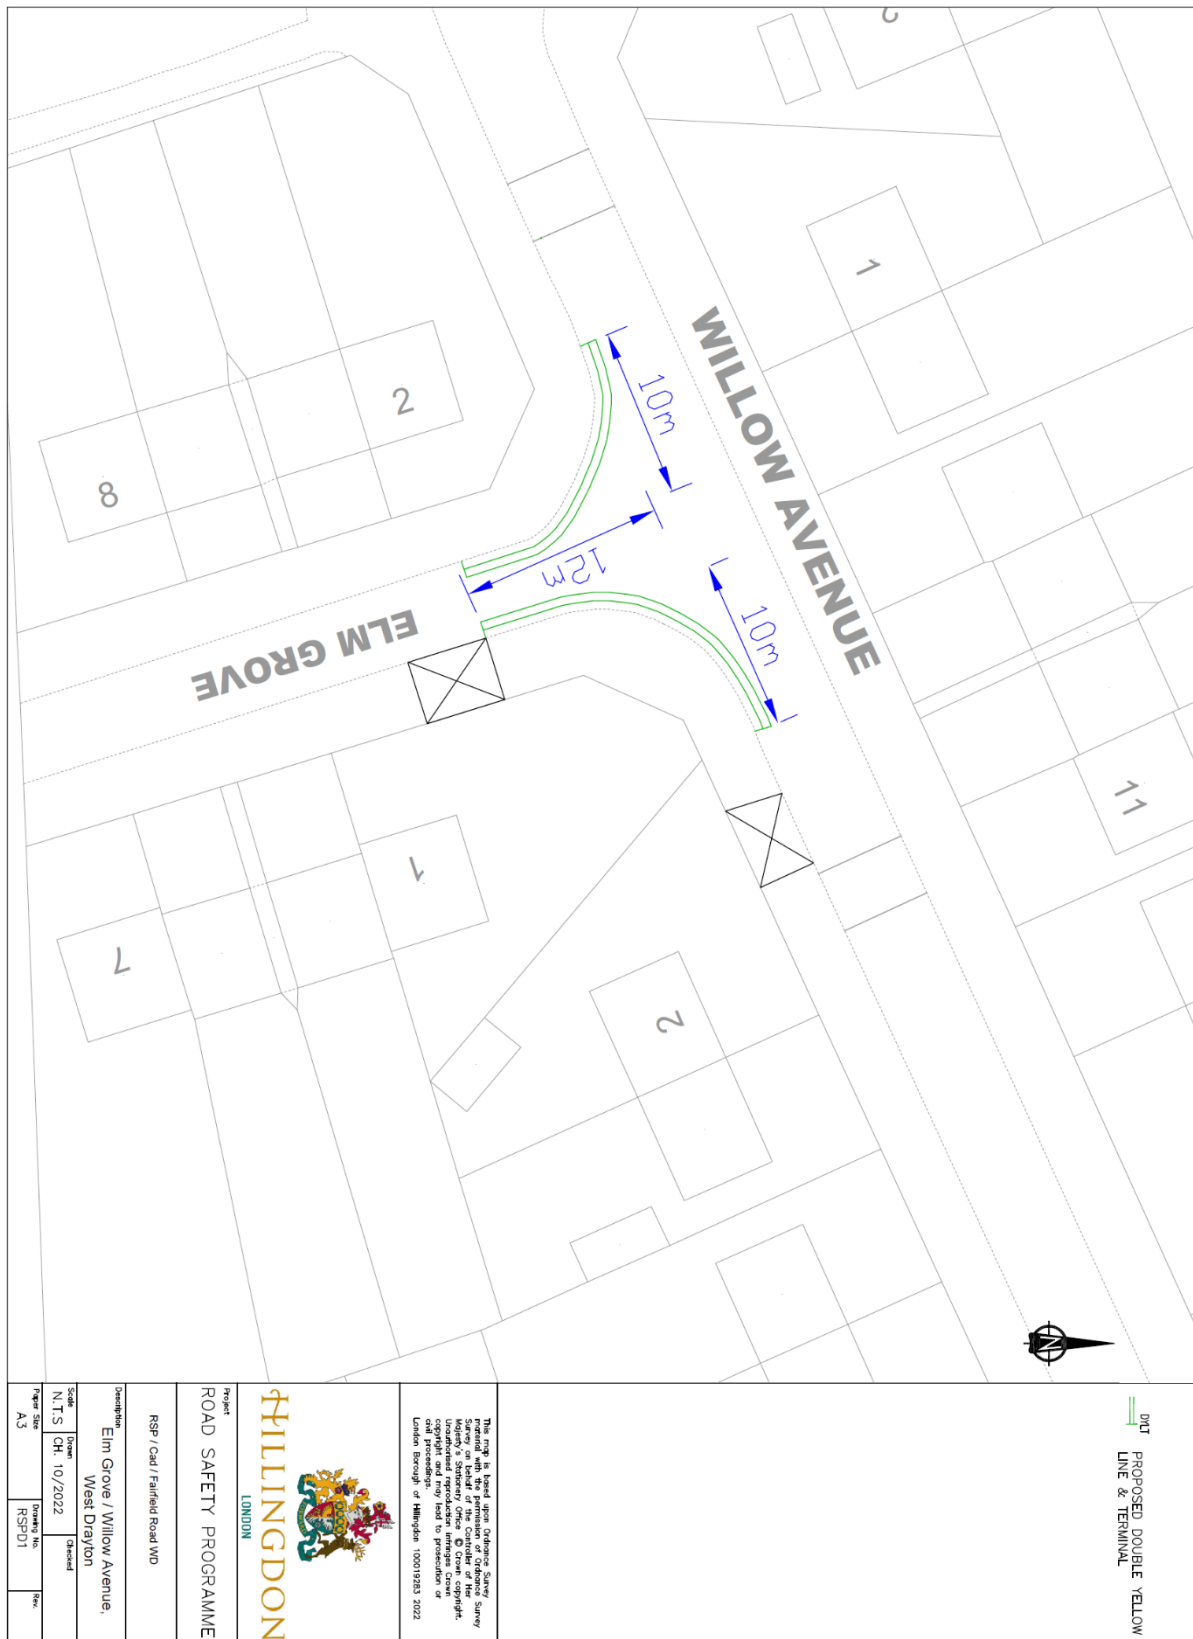 2
1
WILLOW AVENUE
10m
10m
12m
2
8
ELM GROVE
11
1
7
2
N
DYLT
PROPOSED DOUBLE YELLOW
LINE & TERMINAL
This map is based upon Ordnance Survey
material with the permission of Ordnance Survey
Survey on behalf of the Controller of Her
Majesty's Stationery Office © Crown copyright.
Unauthorised reproduction infringes Crown
copyright and may lead to prosecution or
civil proceedings.
London Borough of Hillingdon 100019283 2022
HILLINGDON
LONDON
Project
ROAD SAFETY PROGRAMME
RSP / Cad / Fairfield Road WD
Description
Elm Grove / Willow Avenue,
West Drayton
Scale
N.T.S
Drawn
CH. 10/2022
Checked
Paper Size
A3
Drawing No.
RSPD1
Rev.